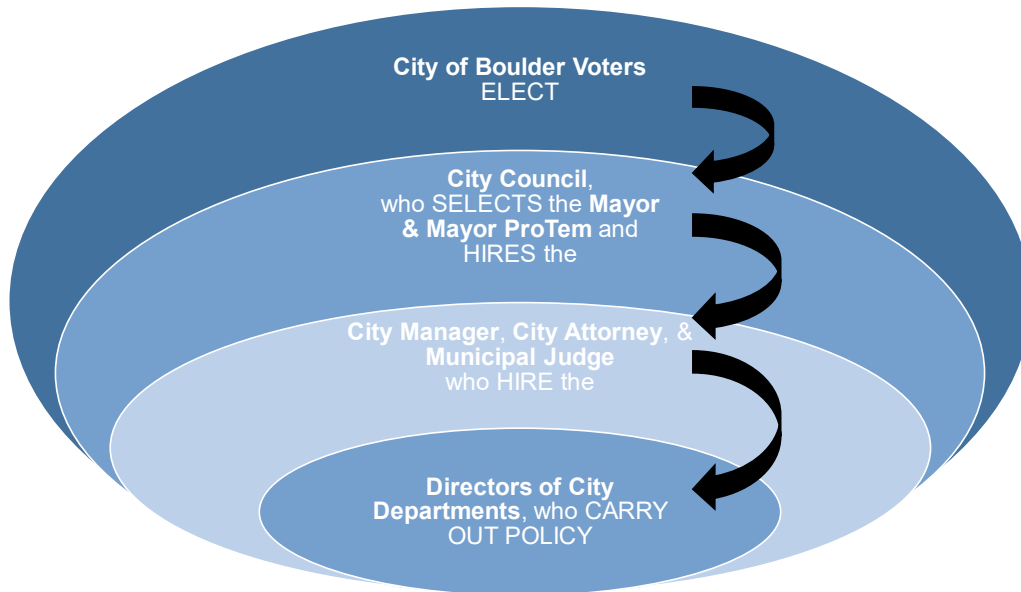 City of Boulder Voters
ELECT
City Council,
who SELECTS the Mayor
& Mayor ProTem and
HIRES the
City Manager, City Attorney, &
Municipal Judge
who HIRE the
Directors of City
Departments, who CARRY
OUT POLICY